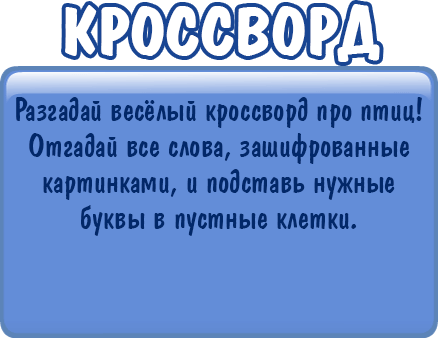 КРОССВОРД
Разгадай весёлый кроссворд про птиц!
Отгадай все слова, зашифрованные
картинками, и подставь нужные
буквы в пустные клетки.